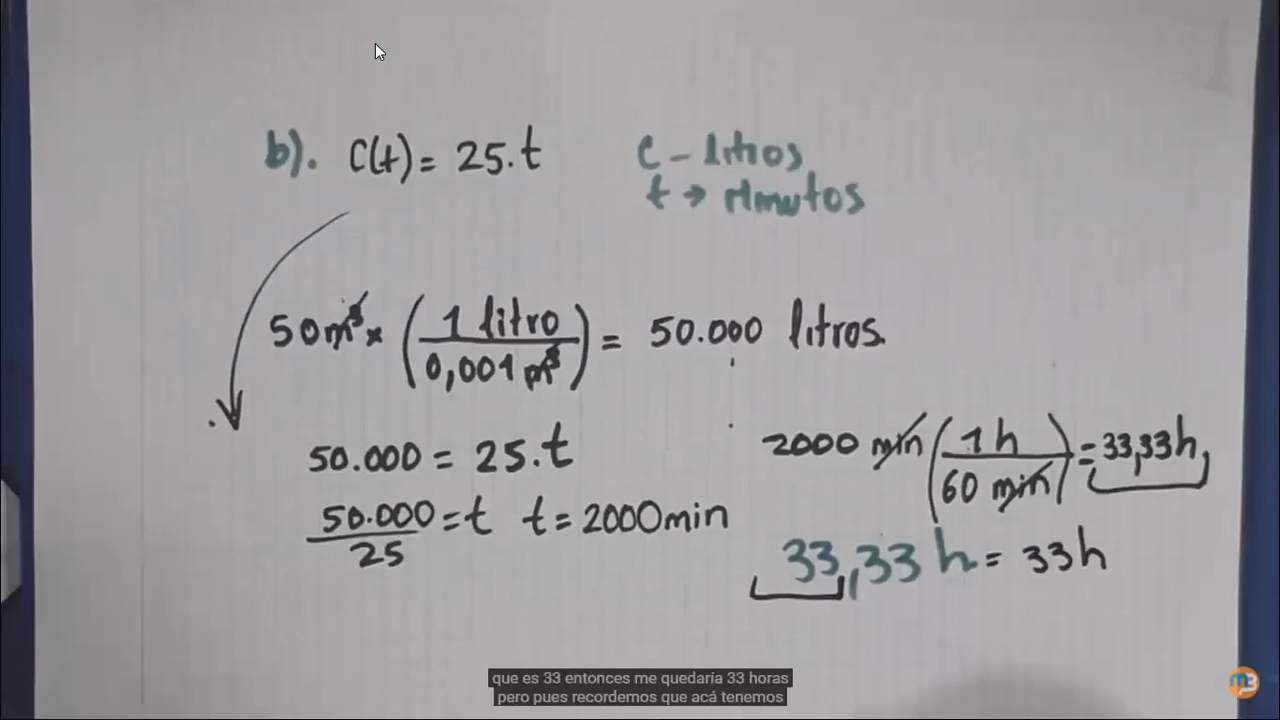 b). C(t) = 25.t
C - litros
t → Minutos
50m³ x (1 litro / 0,001 m³) = 50.000 litros.
50.000 = 25.t
50.000 / 25 = t t = 2000min
2000 min (1 h / 60 min) = 33,33h,
33,33 h = 33h
que es 33 entonces me quedaría 33 horas
pero pues recordemos que acá tenemos